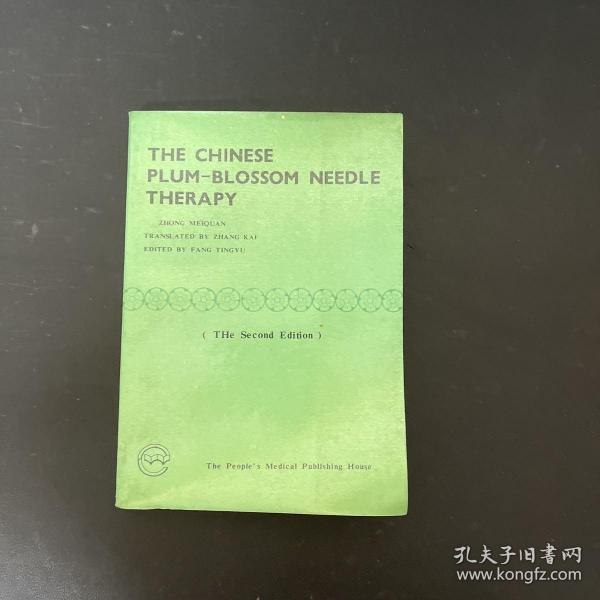 THE CHINESE
PLUM-BLOSSOM NEEDLE
THERAPY
ZHONG MEIQUAN
TRANSLATED BY ZHANG KAI
EDITED BY FANG TINGYU
( THe Second Edition )
The People's Medical Publishing House
孔夫子旧书网
www.kongfz.com